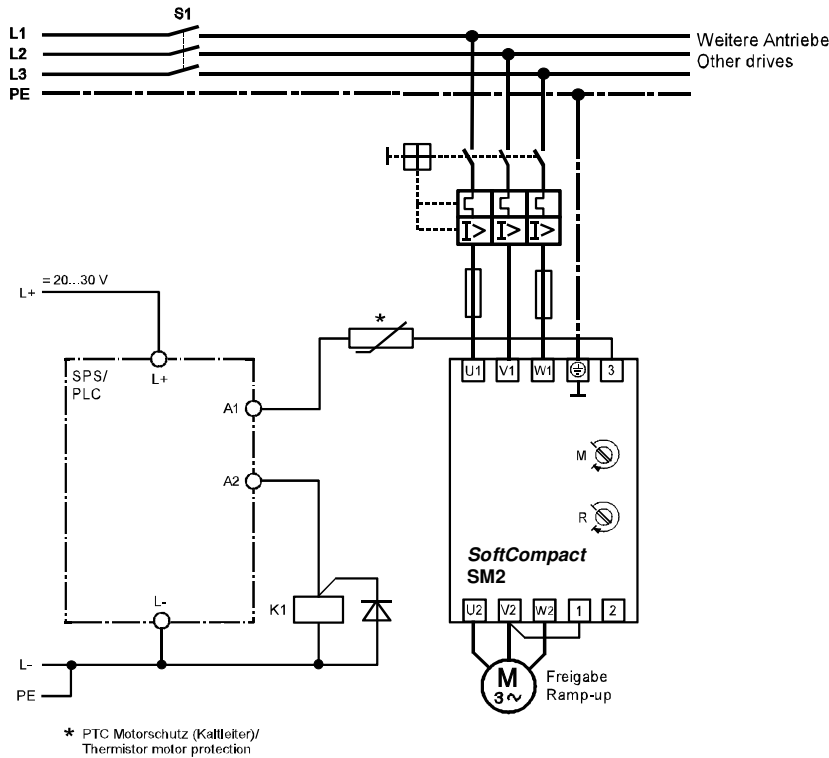 S1
L1
L2
L3
PE
Weitere Antriebe
Other drives
I> I> I>
= 20...30 V
L+
*
L+
SPS/
PLC
U1 V1 W1 3
A1
M
A2
R
SoftCompact
SM2
L-
K1
U2 V2 W2 1 2
L-
PE
M
3~
Freigabe
Ramp-up
* PTC Motorschutz (Kaltleiter)/
Thermistor motor protection